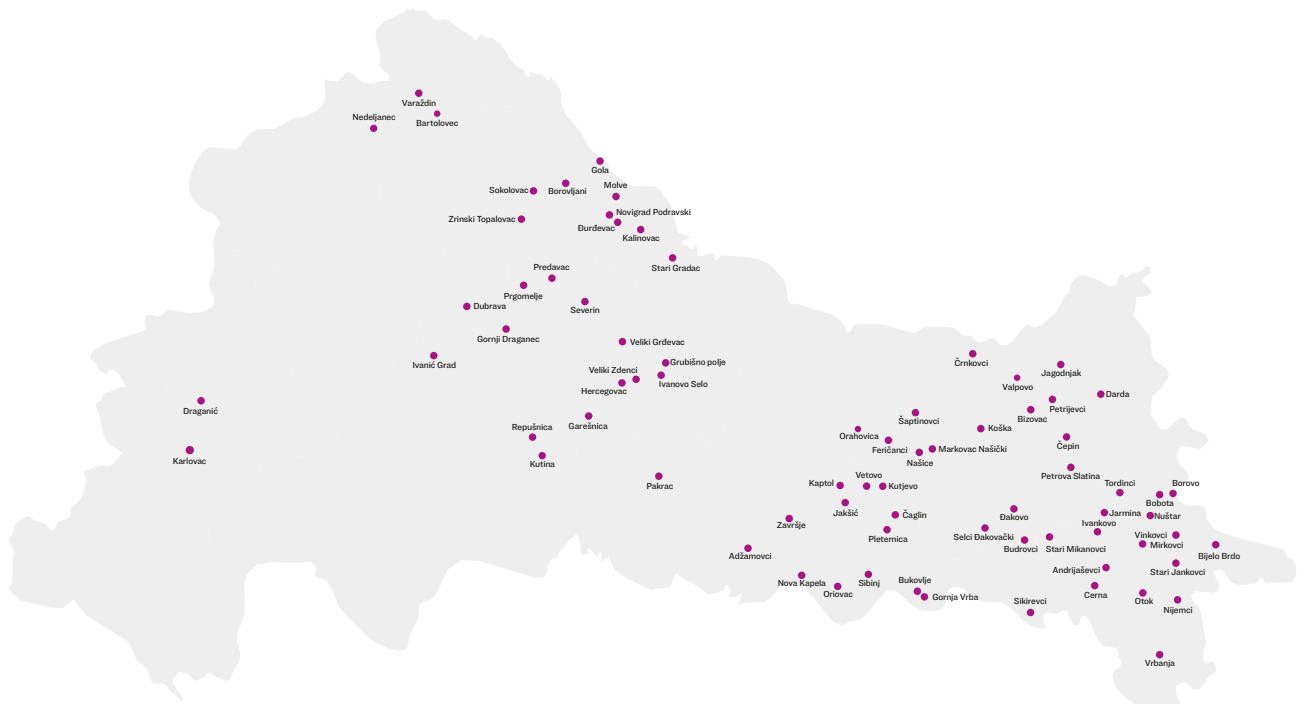 Varaždin
Bartolovec
Nedeljanec
Gola
Sokolovac
Borovljani
Molve
Zrinski Topalovac
Novigrad Podravski
Đurđevac
Kalinovac
Stari Gradac
Predavac
Prgomelje
Dubrava
Severin
Gornji Draganec
Veliki Grđevac
Ivanić Grad
Grubišno polje
Veliki Zdenci
Ivanovo Selo
Hercegovac
Draganić
Garešnica
Repušnica
Karlovac
Kutina
Pakrac
Črnkovci
Jagodnjak
Valpovo
Darda
Petrijevci
Bizovac
Šaptinovci
Koška
Orahovica
Čepin
Feričanci
Markovac Našički
Našice
Petrova Slatina
Vetovo
Kaptol
Kutjevo
Tordinci
Borovo
Bobota
Jakšić
Čaglin
Đakovo
Jarmina
Nuštar
Završje
Ivankovo
Pleternica
Selci Đakovački
Vinkovci
Budrovci
Stari Mikanovci
Mirkovci
Adžamovci
Bijelo Brdo
Andrijaševci
Stari Jankovci
Nova Kapela
Sibinj
Bukovlje
Oriovac
Gornja Vrba
Cerna
Sikirevci
Otok
Nijemci
Vrbanja